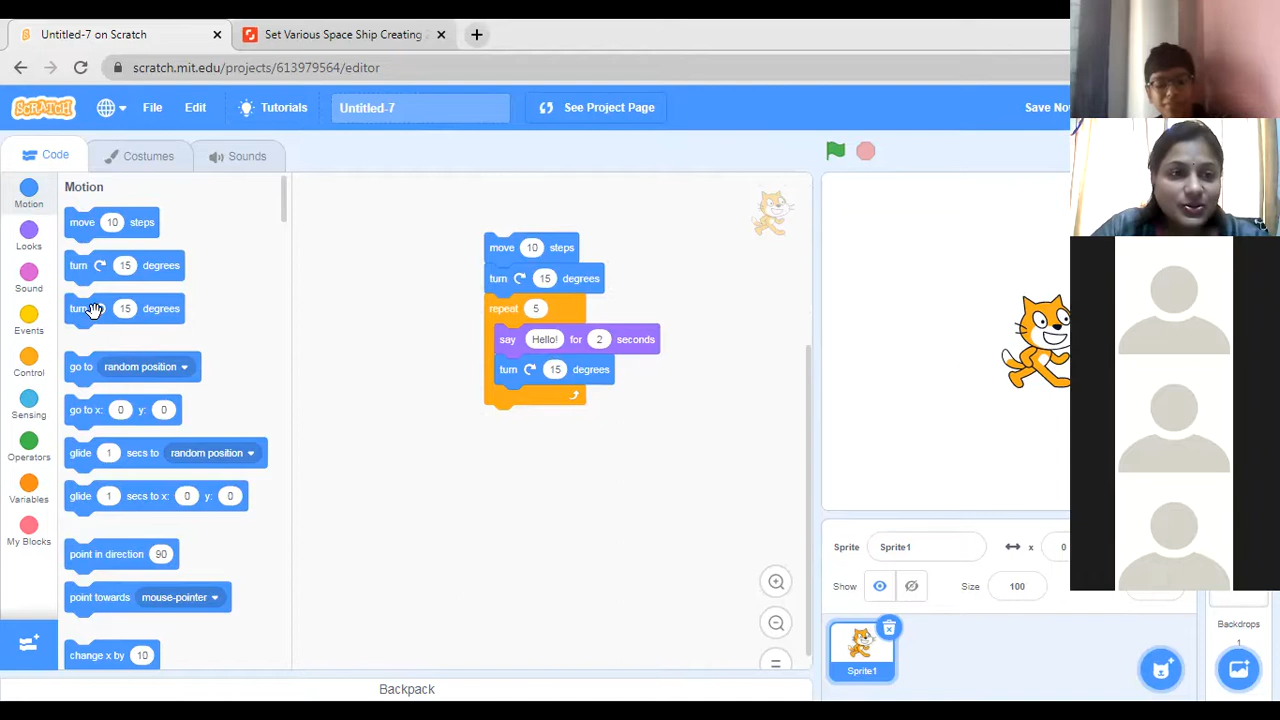 Untitled-7 on Scratch
Set Various Space Ship Creating
scratch.mit.edu/projects/613979564/editor
SCRATCH
File
Edit
Tutorials
Untitled-7
See Project Page
Save No
Code
Costumes
Sounds
Motion
Looks
Sound
Events
Control
Sensing
Operators
Variables
My Blocks
Motion
move 10 steps
turn 15 degrees
turn 15 degrees
go to random position
go to x: 0 y: 0
glide 1 secs to random position
glide 1 secs to x: 0 y: 0
point in direction 90
point towards mouse-pointer
change x by 10
move 10 steps
turn 15 degrees
repeat 5
say Hello! for 2 seconds
turn 15 degrees
Sprite Sprite1 x 0
Show Size 100
Sprite1
Backdrops
1
Backpack